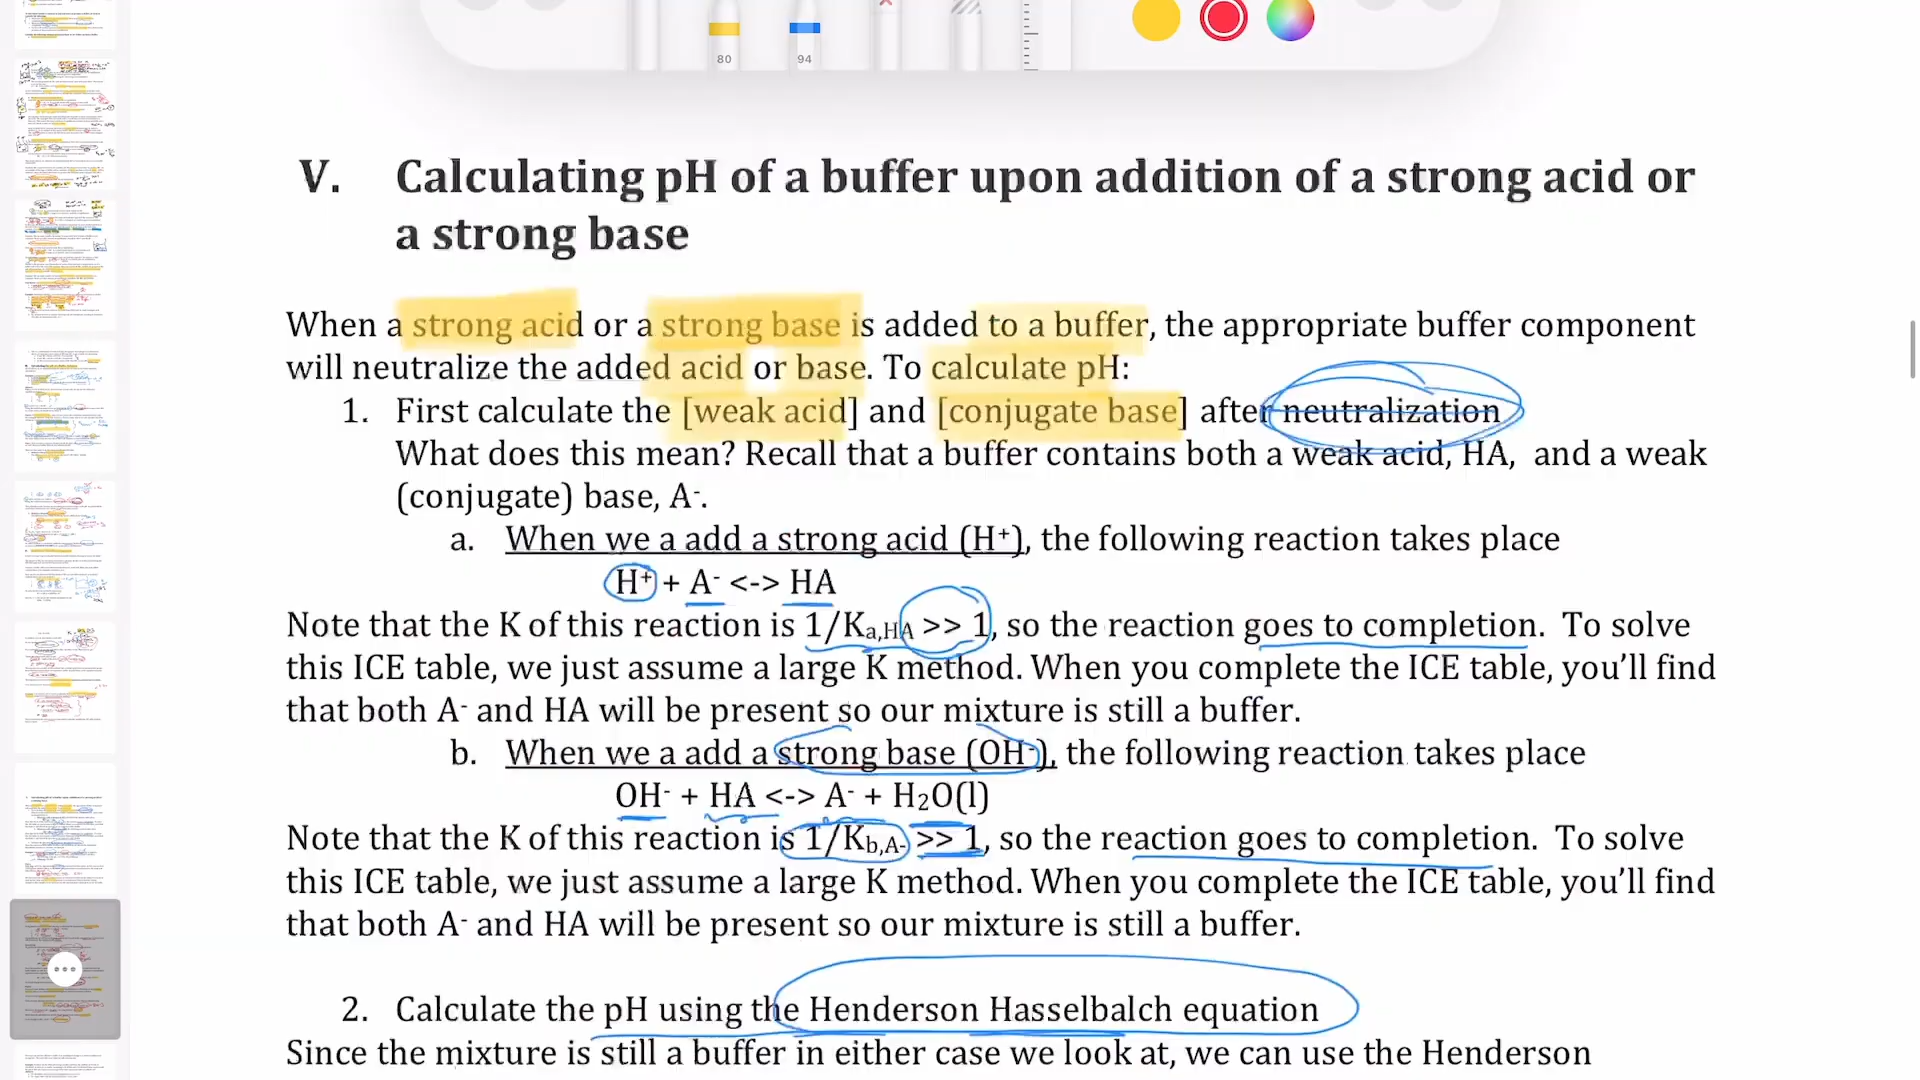 80 94
V. Calculating pH of a buffer upon addition of a strong acid or
a strong base
When a strong acid or a strong base is added to a buffer, the appropriate buffer component
will neutralize the added acid or base. To calculate pH:
1. First calculate the [weak acid] and [conjugate base] after neutralization
What does this mean? Recall that a buffer contains both a weak acid, HA, and a weak
(conjugate) base, A⁻.
a. When we a add a strong acid (H⁺), the following reaction takes place
H⁺ + A⁻ <-> HA
Note that the K of this reaction is 1/Ka,HA >> 1, so the reaction goes to completion. To solve
this ICE table, we just assume a large K method. When you complete the ICE table, you’ll find
that both A⁻ and HA will be present so our mixture is still a buffer.
b. When we a add a strong base (OH⁻), the following reaction takes place
OH⁻ + HA <-> A⁻ + H₂O(l)
Note that the K of this reaction is 1/Kb,A- >> 1, so the reaction goes to completion. To solve
this ICE table, we just assume a large K method. When you complete the ICE table, you’ll find
that both A⁻ and HA will be present so our mixture is still a buffer.
2. Calculate the pH using the Henderson Hasselbalch equation
Since the mixture is still a buffer in either case we look at, we can use the Henderson